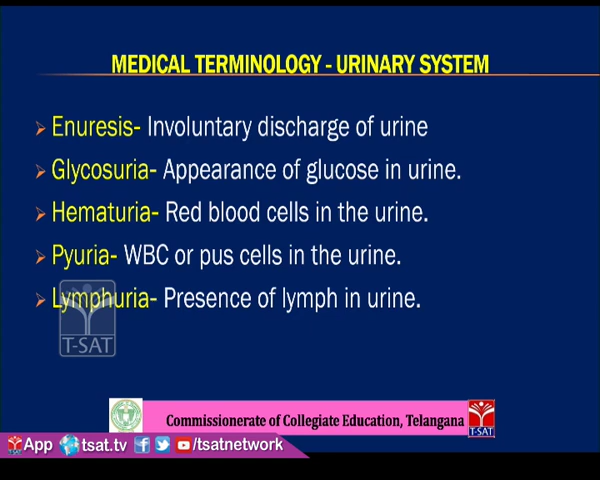 MEDICAL TERMINOLOGY - URINARY SYSTEM
Enuresis- Involuntary discharge of urine
Glycosuria- Appearance of glucose in urine.
Hematuria- Red blood cells in the urine.
Pyuria- WBC or pus cells in the urine.
Lymphuria- Presence of lymph in urine.
T-SAT
Commissionerate of Collegiate Education, Telangana
T-SAT
App tsat.tv /tsatnetwork